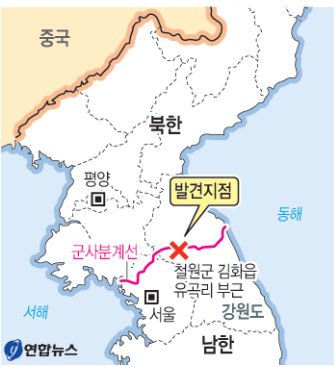 중국
북한
평양
발견지점
동해
군사분계선
철원군 김화읍
유곡리 부근
서해
서울
강원도
남한
연합뉴스